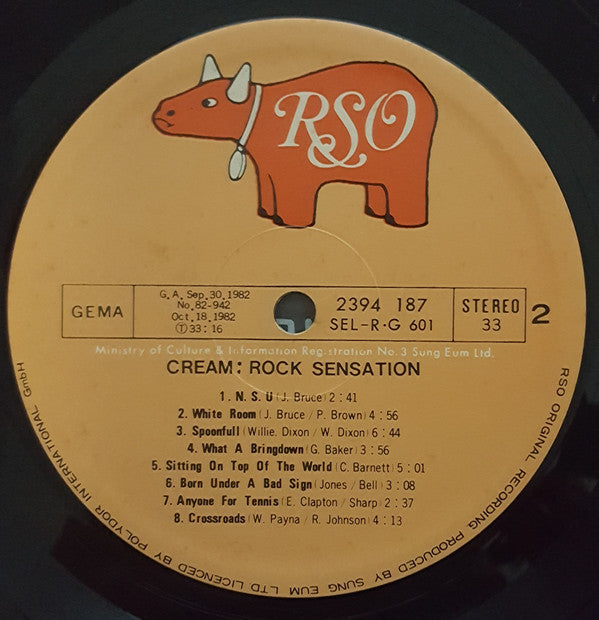 RSO
GEMA
G.A. Sep. 30. 1982
No. 82-942
Oct. 18. 1982
Ⓣ 33 : 16
2394 187
SEL-R·G 601
STEREO
33
2
Ministry of Culture & Information Registration No. 3 Sung Eum Ltd.
CREAM: ROCK SENSATION
1. N. S. U (J. Bruce) 2 : 41
2. White Room (J. Bruce / P. Brown) 4 : 56
3. Spoonfull (Willie. Dixon / W. Dixon) 6 : 44
4. What A Bringdown (G. Baker) 3 : 56
5. Sitting On Top Of The World (C. Barnett) 5 : 01
6. Born Under A Bad Sign (Jones / Bell) 3 : 08
7. Anyone For Tennis (E. Clapton / Sharp) 2 : 37
8. Crossroads (W. Payna / R. Johnson) 4 : 13
RSO ORIGINAL RECORDING PRODUCED BY SUNG EUM LTD LICENCED BY POLYDOR INTERNATIONAL GmbH